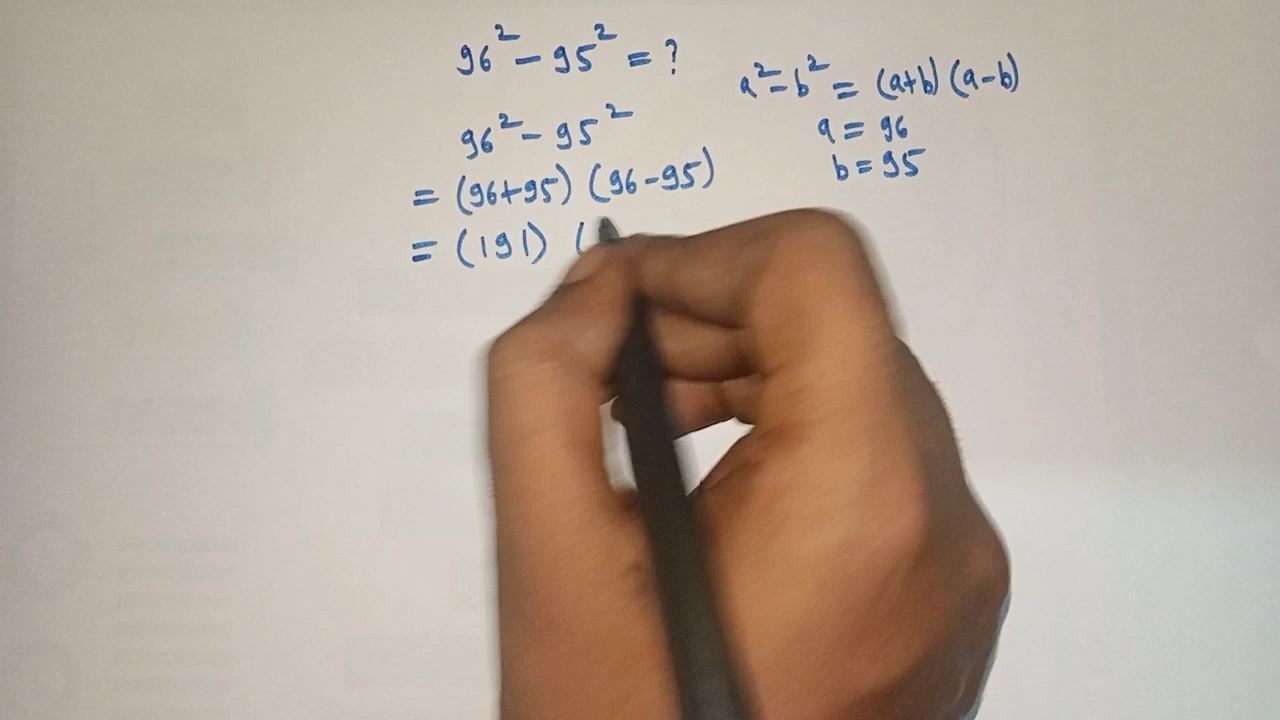 96² - 95² = ?
a² - b² = (a+b) (a-b)
a = 96
b = 95
96² - 95²
= (96+95) (96-95)
= (191) (